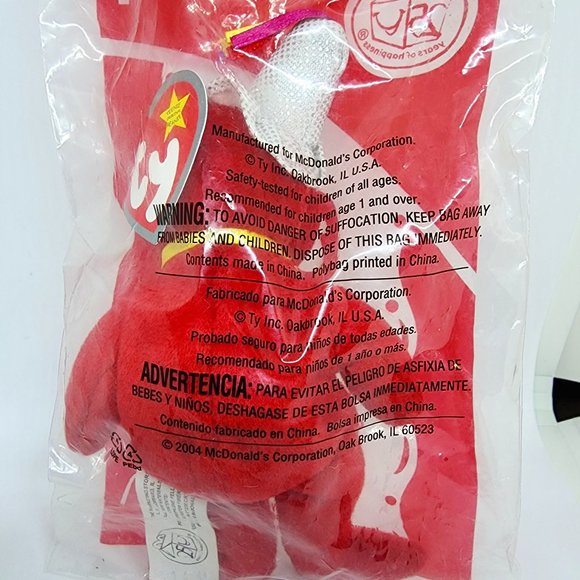 ty
Manufactured for McDonald's Corporation.
© Ty Inc. Oakbrook, IL U.S.A.
Safety-tested for children of all ages.
Recommended for children age 1 and over.
WARNING: TO AVOID DANGER OF SUFFOCATION, KEEP BAG AWAY
FROM BABIES AND CHILDREN. DISPOSE OF THIS BAG IMMEDIATELY.
Contents made in China. Polybag printed in China.
Fabricado para McDonald's Corporation.
© Ty Inc. Oakbrook, IL U.S.A.
Probado seguro para niños de todas edades.
Recomendado para niños de 1 año o más.
ADVERTENCIA: PARA EVITAR EL PELIGRO DE ASFIXIA DE
BEBES Y NIÑOS, DESHAGASE DE ESTA BOLSA INMEDIATAMENTE.
Contenido fabricado en China. Bolsa impresa en China.
© 2004 McDonald's Corporation, Oak Brook, IL 60523
years of happiness
®